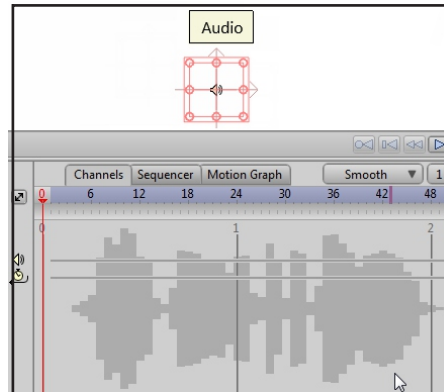 Audio
Channels Sequencer Motion Graph Smooth 1
0 6 12 18 24 30 36 42 48
0 1 2